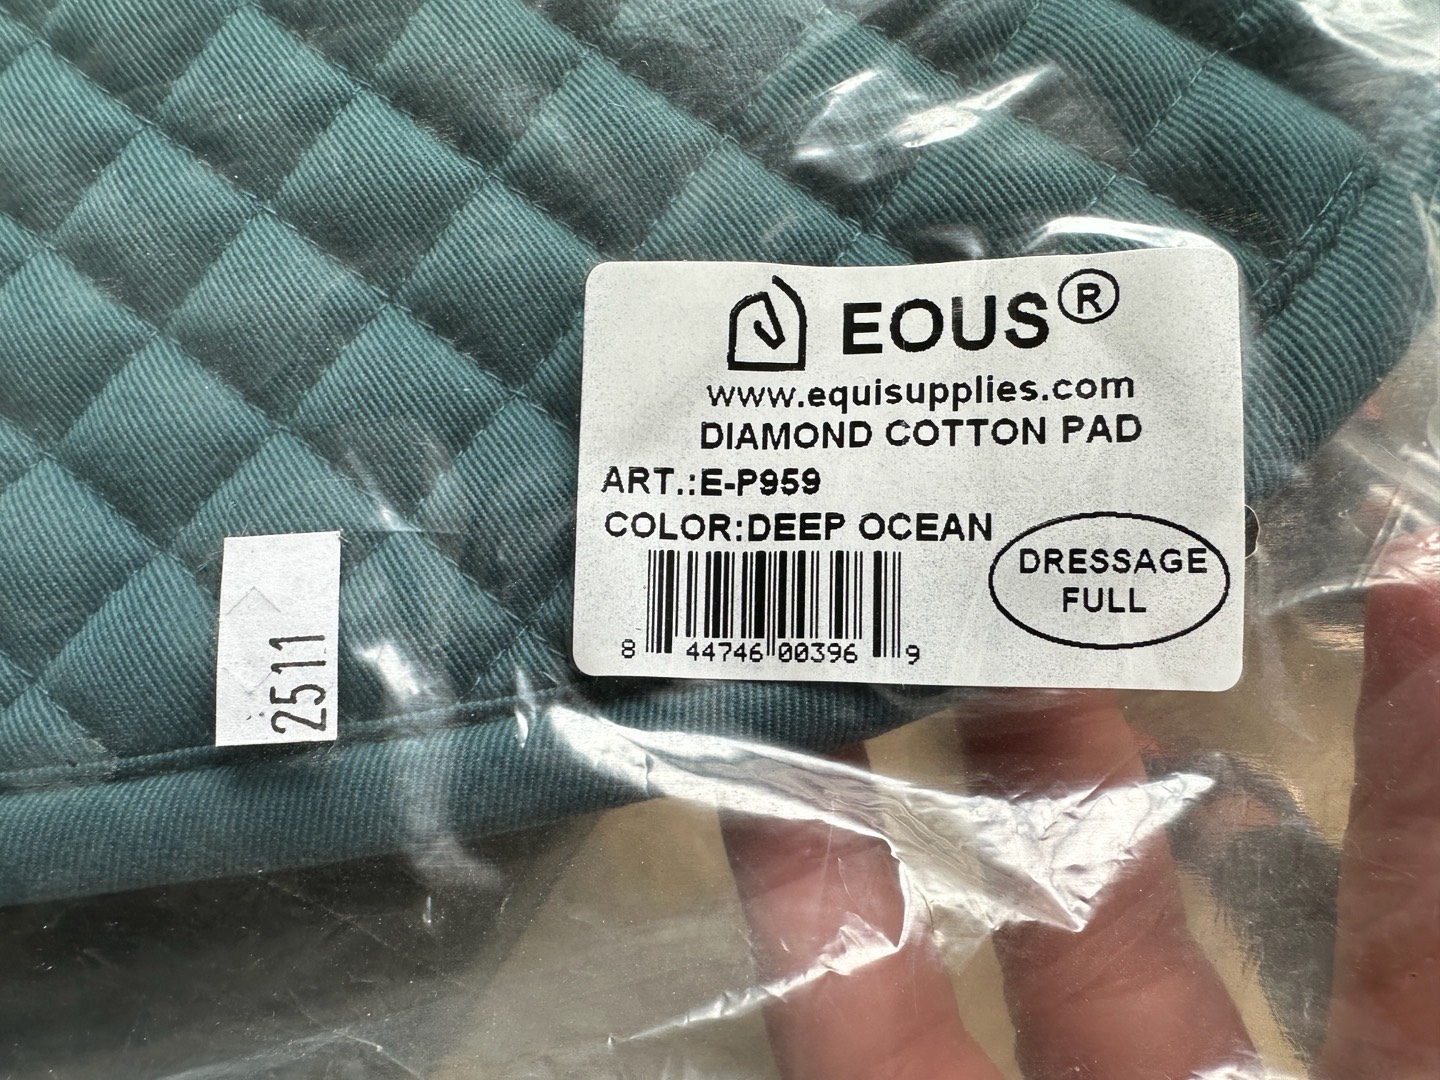 EOUS®
www.equisupplies.com
DIAMOND COTTON PAD
ART.:E-P959
COLOR:DEEP OCEAN
DRESSAGE
FULL
8 44746 00396 9
2511